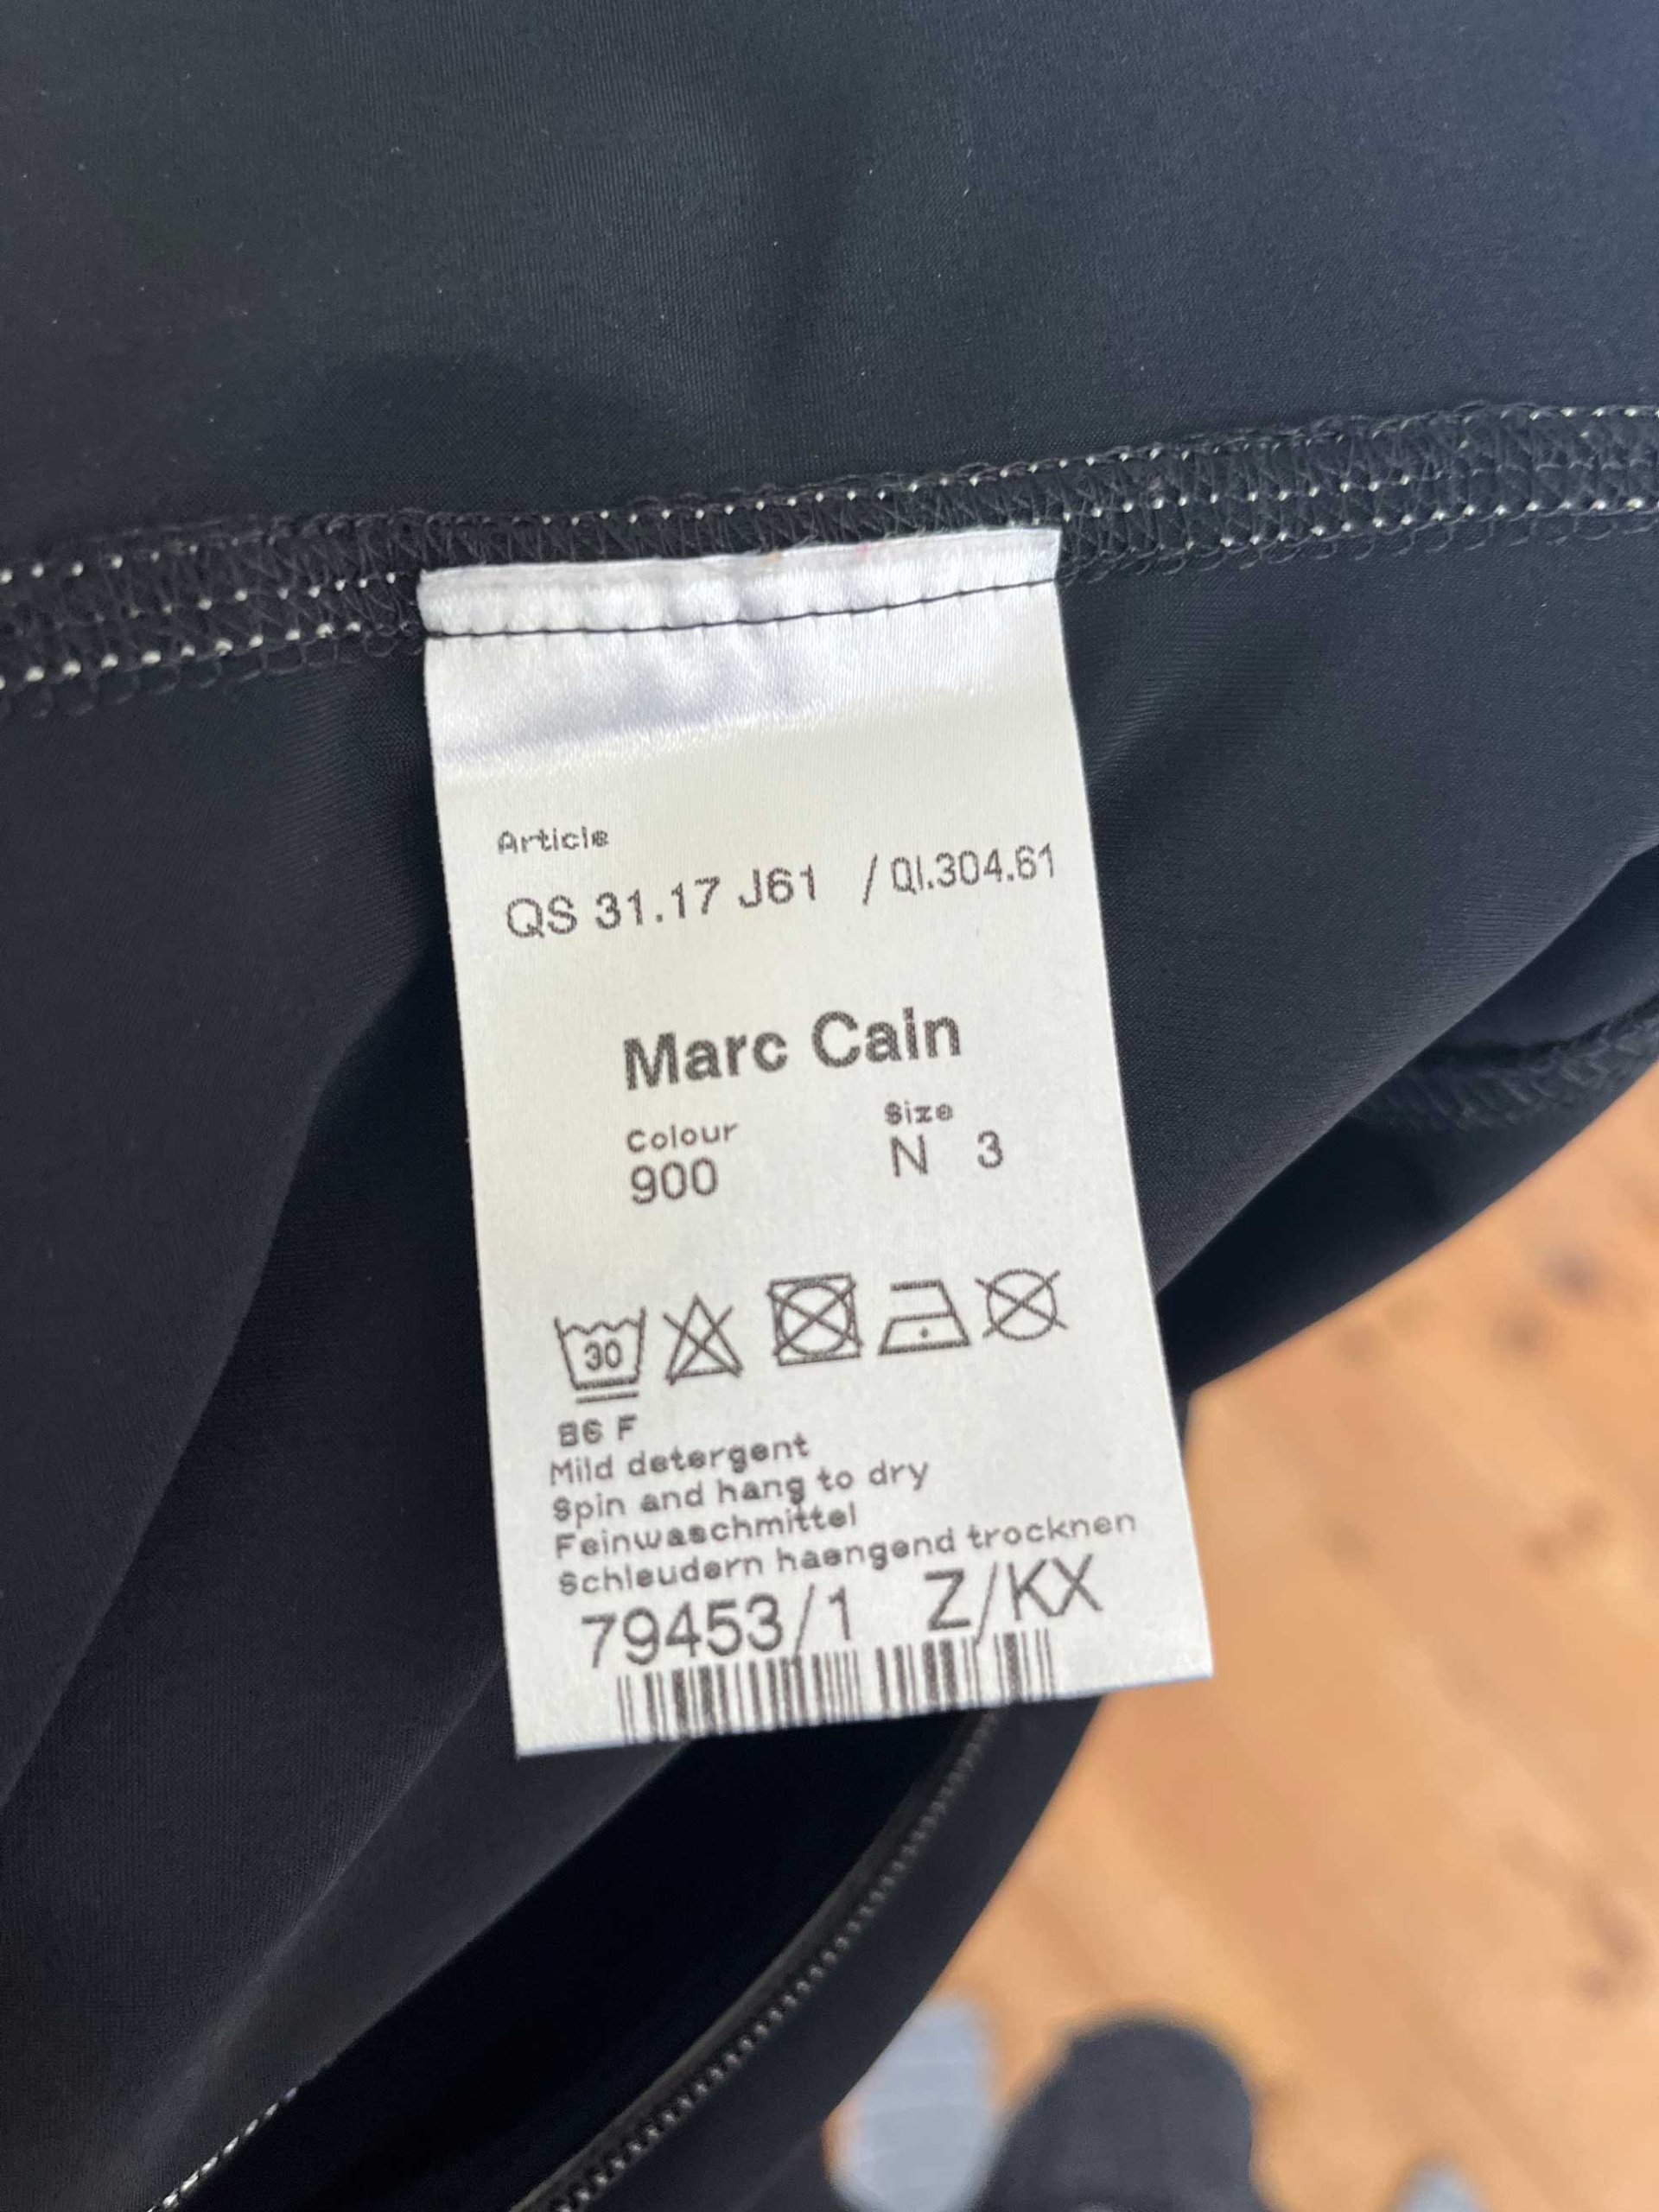 Article
QS 31.17 J61 / QI.304.61
Marc Cain
Colour Size
900 N 3
30
86 F
Mild detergent
Spin and hang to dry
Feinwaschmittel
Schleudern haengend trocknen
79453/1 Z/KX